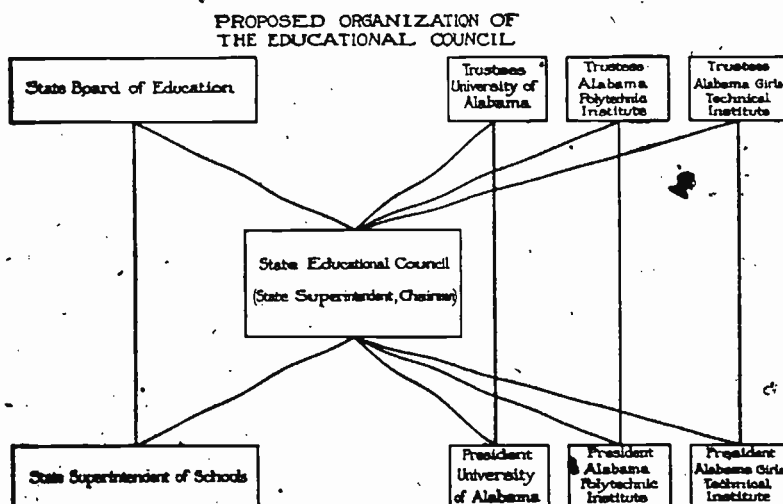 PROPOSED ORGANIZATION OF
THE EDUCATIONAL COUNCIL
State Board of Education
Trustees
University of
Alabama
Trustees
Alabama
Polytechnic
Institute
Trustees
Alabama Girls
Technical
Institute
State Educational Council
(State Superintendent, Chairman)
State Superintendent of Schools
President
University
of Alabama
President
Alabama
Polytechnic
Institute
President
Alabama Girls
Technical
Institute